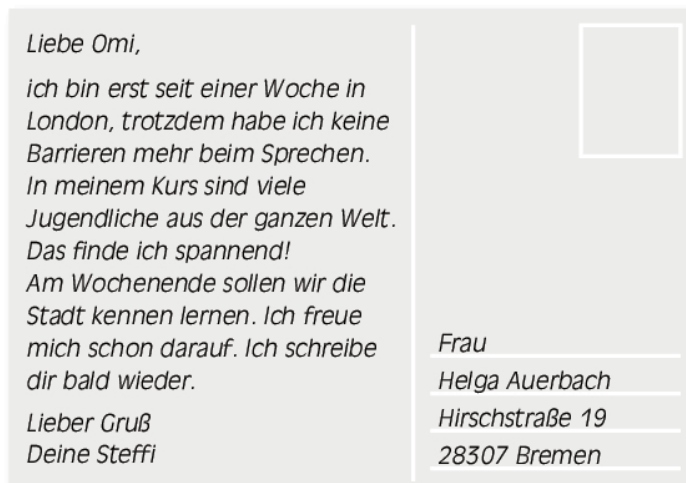 Liebe Omi,
ich bin erst seit einer Woche in
London, trotzdem habe ich keine
Barrieren mehr beim Sprechen.
In meinem Kurs sind viele
Jugendliche aus der ganzen Welt.
Das finde ich spannend!
Am Wochenende sollen wir die
Stadt kennen lernen. Ich freue
mich schon darauf. Ich schreibe
dir bald wieder.
Lieber Gruß
Deine Steffi
Frau
Helga Auerbach
Hirschstraße 19
28307 Bremen